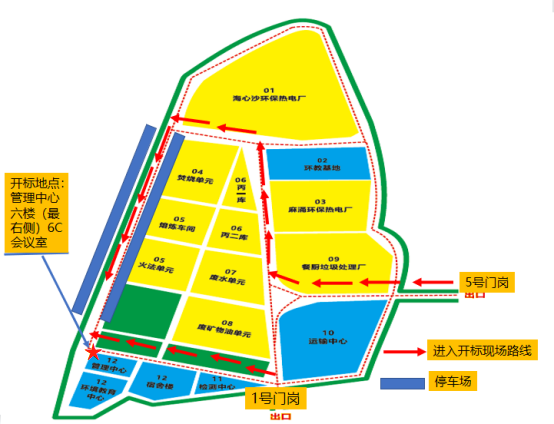 01
海心沙环保热电厂
02
环教基地
04
焚烧单元
06
丙
一
库
03
麻涌环保热电厂
开标地点：
管理中心
六楼（最
右侧）6C
会议室
05
熔炼车间
06
丙二库
09
餐厨垃圾处理厂
05
火法单元
07
废水单元
5号门岗
出口
08
废矿物油单元
10
运输中心
进入开标现场路线
12
管理中心
停车场
12
环境教育
中心
12
宿舍楼
11
检测中心
1号门岗
出口